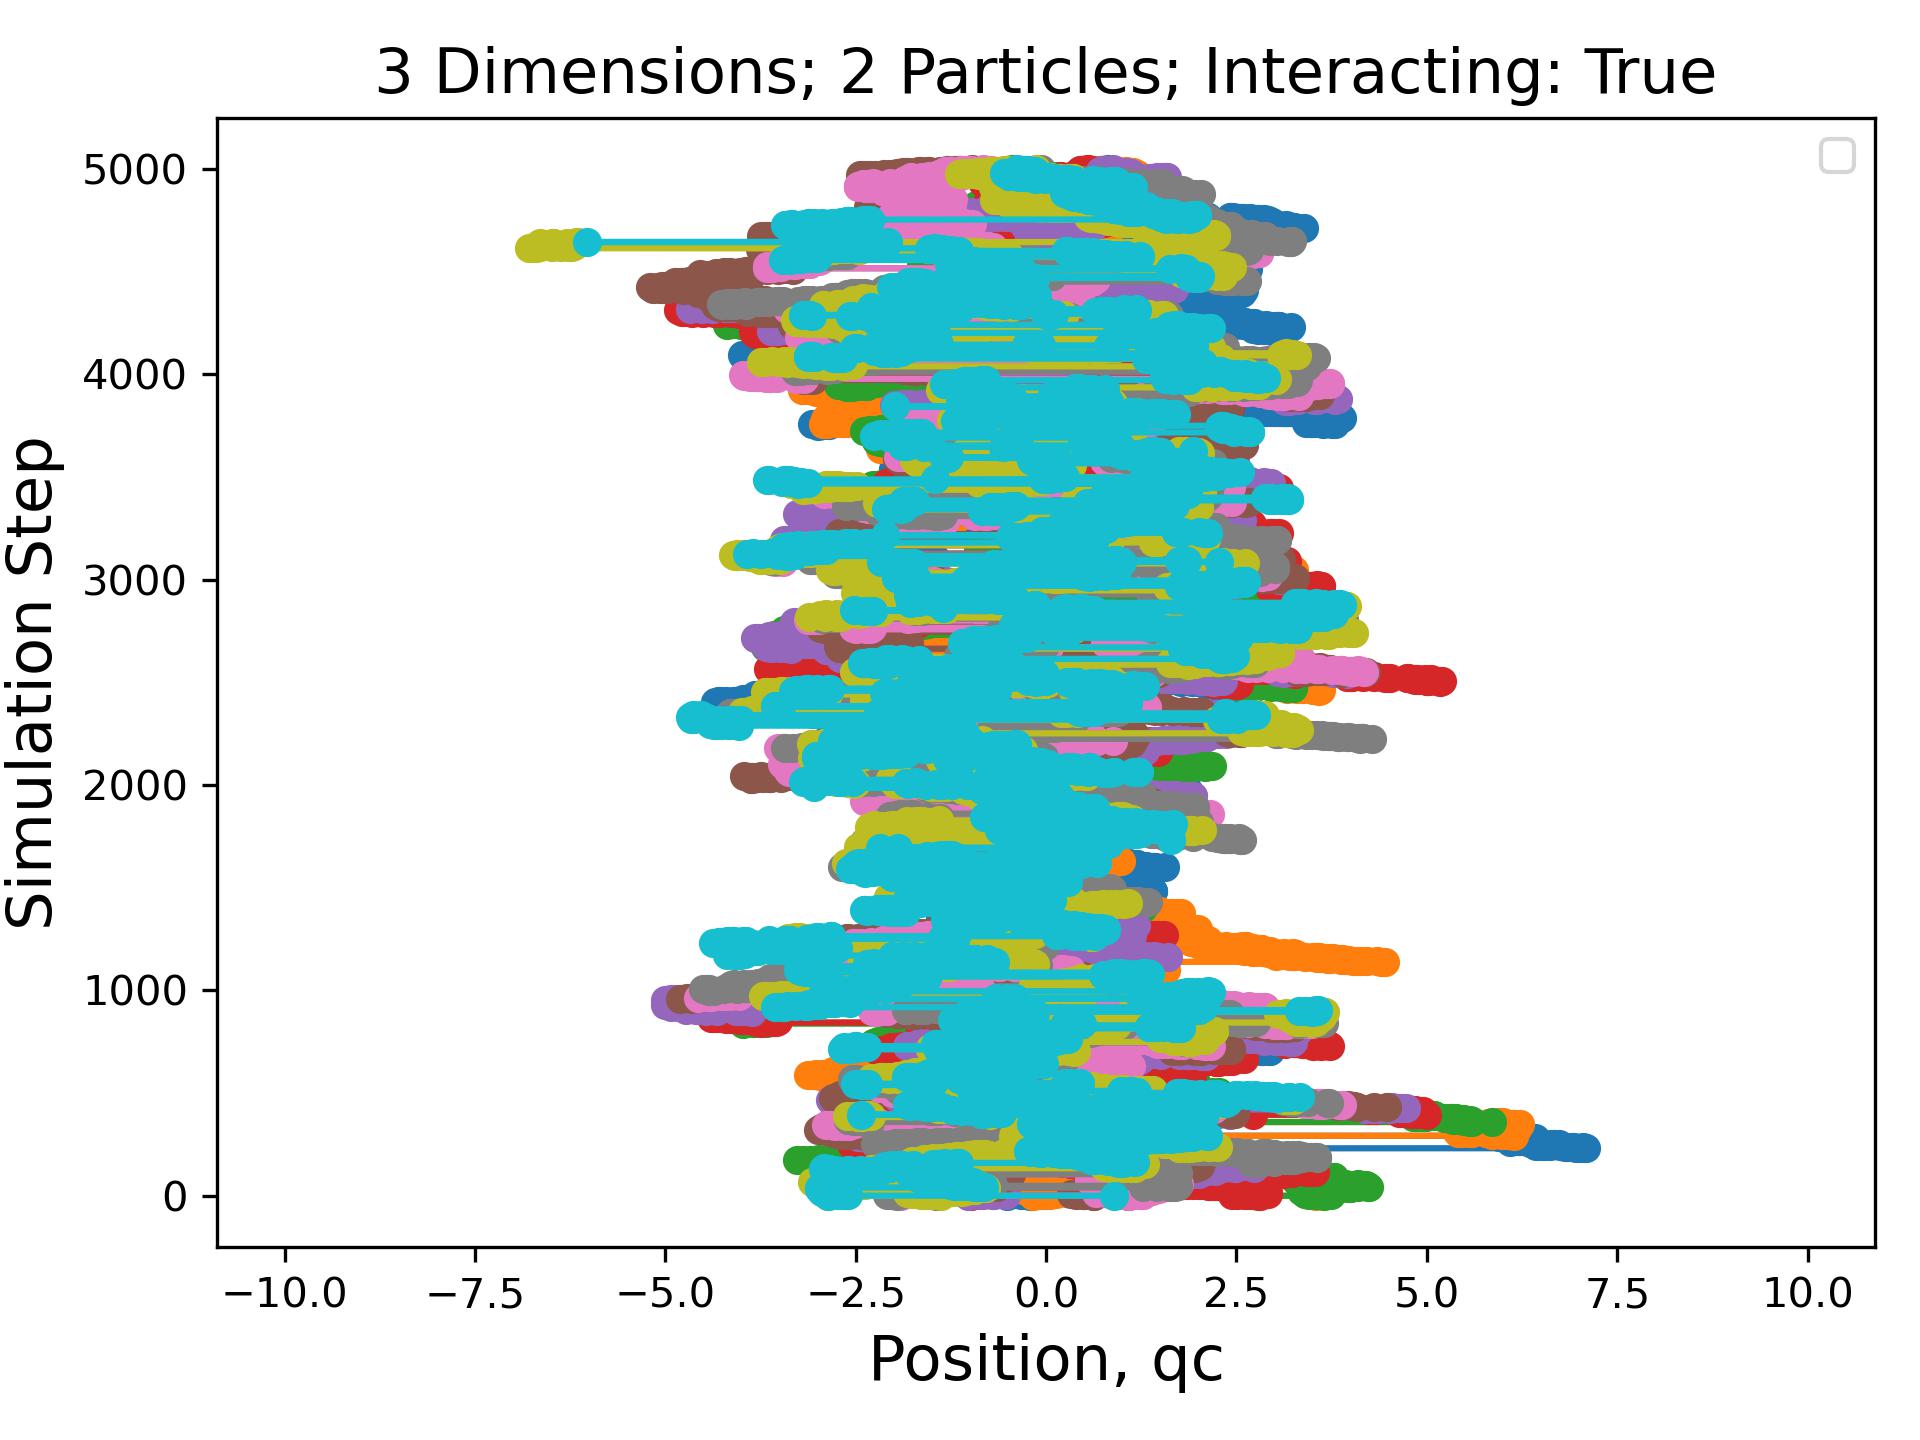 3 Dimensions; 2 Particles; Interacting: True
Simulation Step
5000
4000
3000
2000
1000
0
−10.0 −7.5 −5.0 −2.5 0.0 2.5 5.0 7.5 10.0
Position, qc